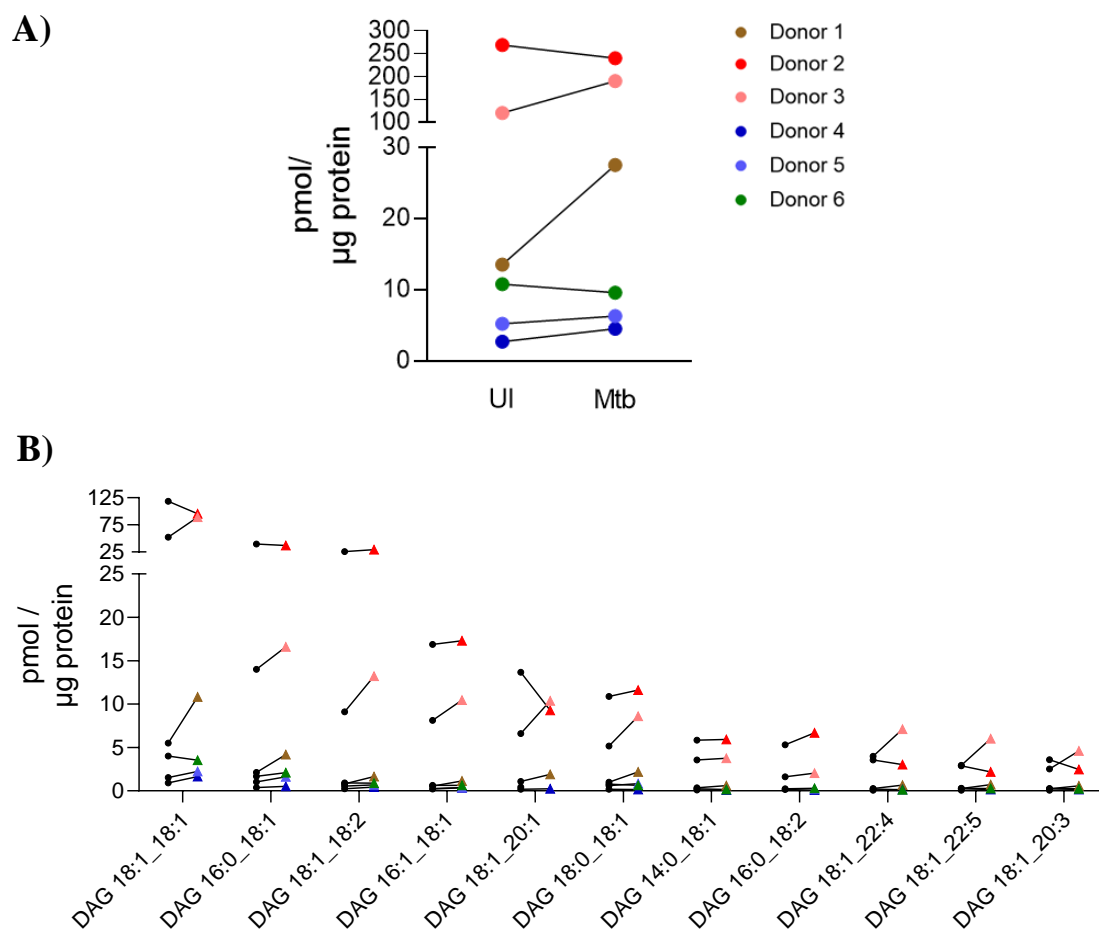 A)
300
250
200
150
100
30
20
10
0
pmol/
µg protein
UI
Mtb
Donor 1
Donor 2
Donor 3
Donor 4
Donor 5
Donor 6
B)
125
75
25
25
20
15
10
5
0
pmol /
µg protein
DAG 18:1_18:1
DAG 16:0_18:1
DAG 18:1_18:2
DAG 16:1_18:1
DAG 18:1_20:1
DAG 18:0_18:1
DAG 14:0_18:1
DAG 16:0_18:2
DAG 18:1_22:4
DAG 18:1_22:5
DAG 18:1_20:3